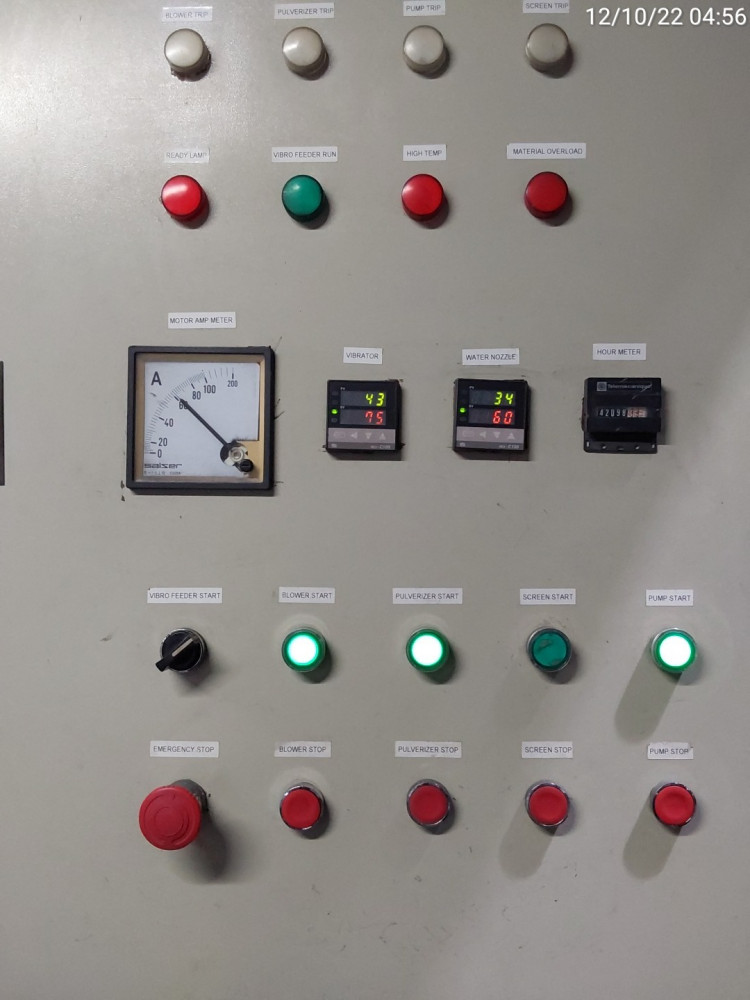 12/10/22 04:56
BLOWER TRIP
PULVERIZER TRIP
PUMP TRIP
SCREEN TRIP
READY LAMP
VIBRO FEEDER RUN
HIGH TEMP
MATERIAL OVERLOAD
MOTOR AMP METER
VIBRATOR
WATER NOZZLE
HOUR METER
A
0
20
40
60
80
100
200
43
75
34
60
42098
VIBRO FEEDER START
BLOWER START
PULVERIZER START
SCREEN START
PUMP START
EMERGENCY STOP
BLOWER STOP
PULVERIZER STOP
SCREEN STOP
PUMP STOP